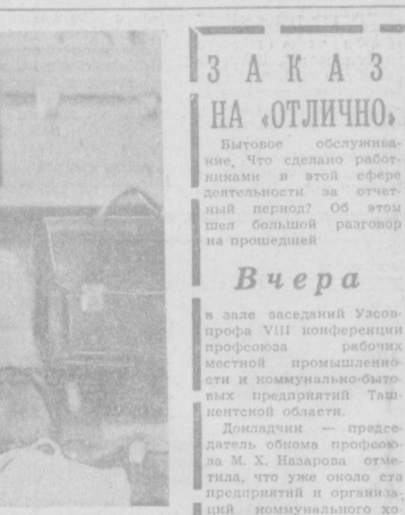 ЗАКАЗ
НА «ОТЛИЧНО»
Бытовое обслужива-
ние. Что сделано работ-
никами в этой сфере
деятельности за отчет-
ный период? Об этом
шел большой разговор
на прошедшей
Вчера
в зале заседаний Узсов-
профа VIII конференции
профсоюза рабочих
местной промышленно-
сти и коммунально-быто-
вых предприятий Таш-
кентской области.
Докладчик — предсе-
датель обкома профсою-
за М. Х. Назарова отме-
тила, что уже около ста
предприятий и организа-
ций коммунального хо-